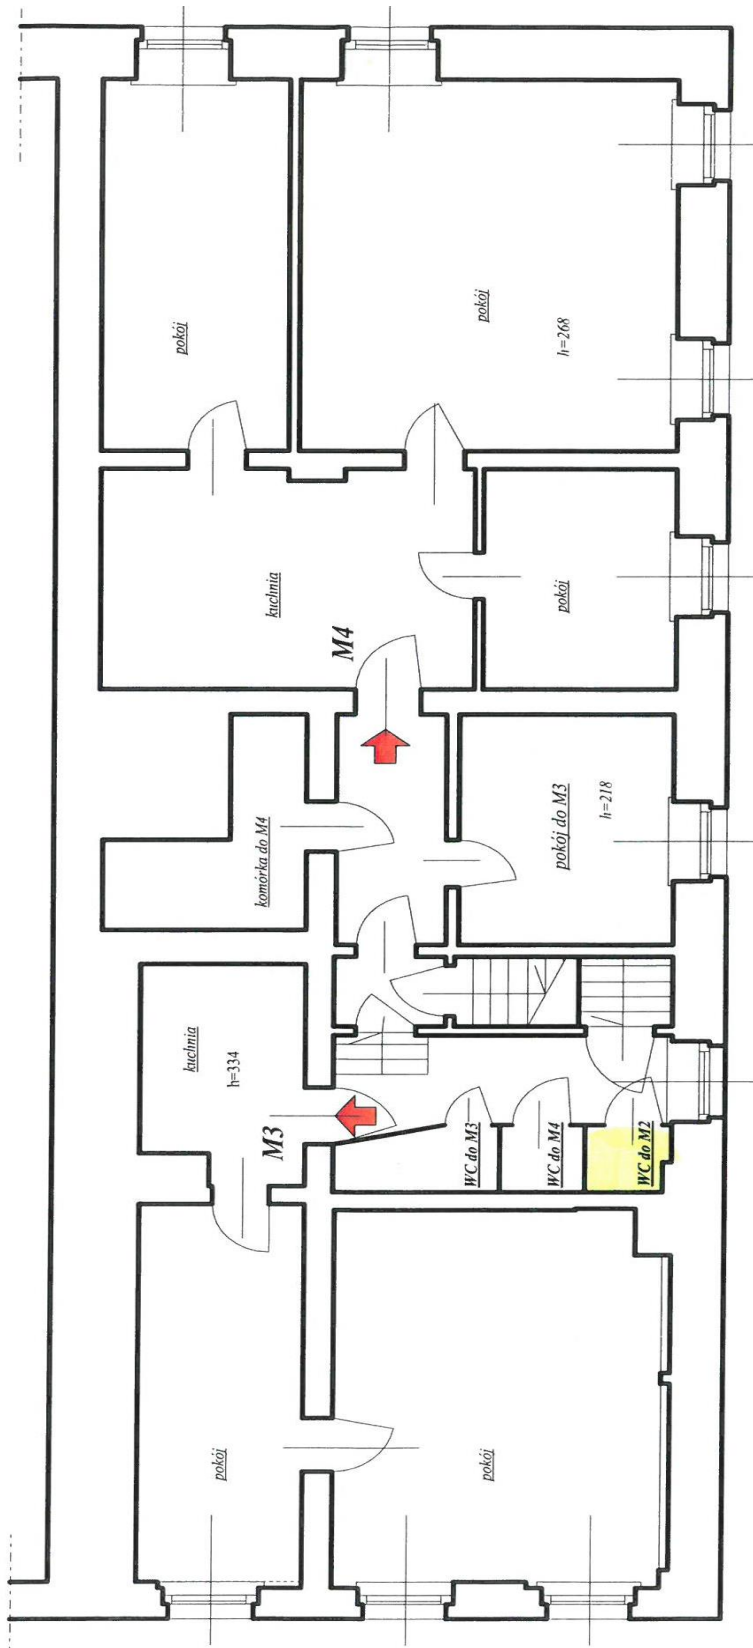 pokój
pokój
h=268
kuchnia
M4
pokój
komórka do M4
pokój do M3
h=218
kuchnia
h=334
M3
WC do M3
WC do M4
WC do M2
pokój
pokój